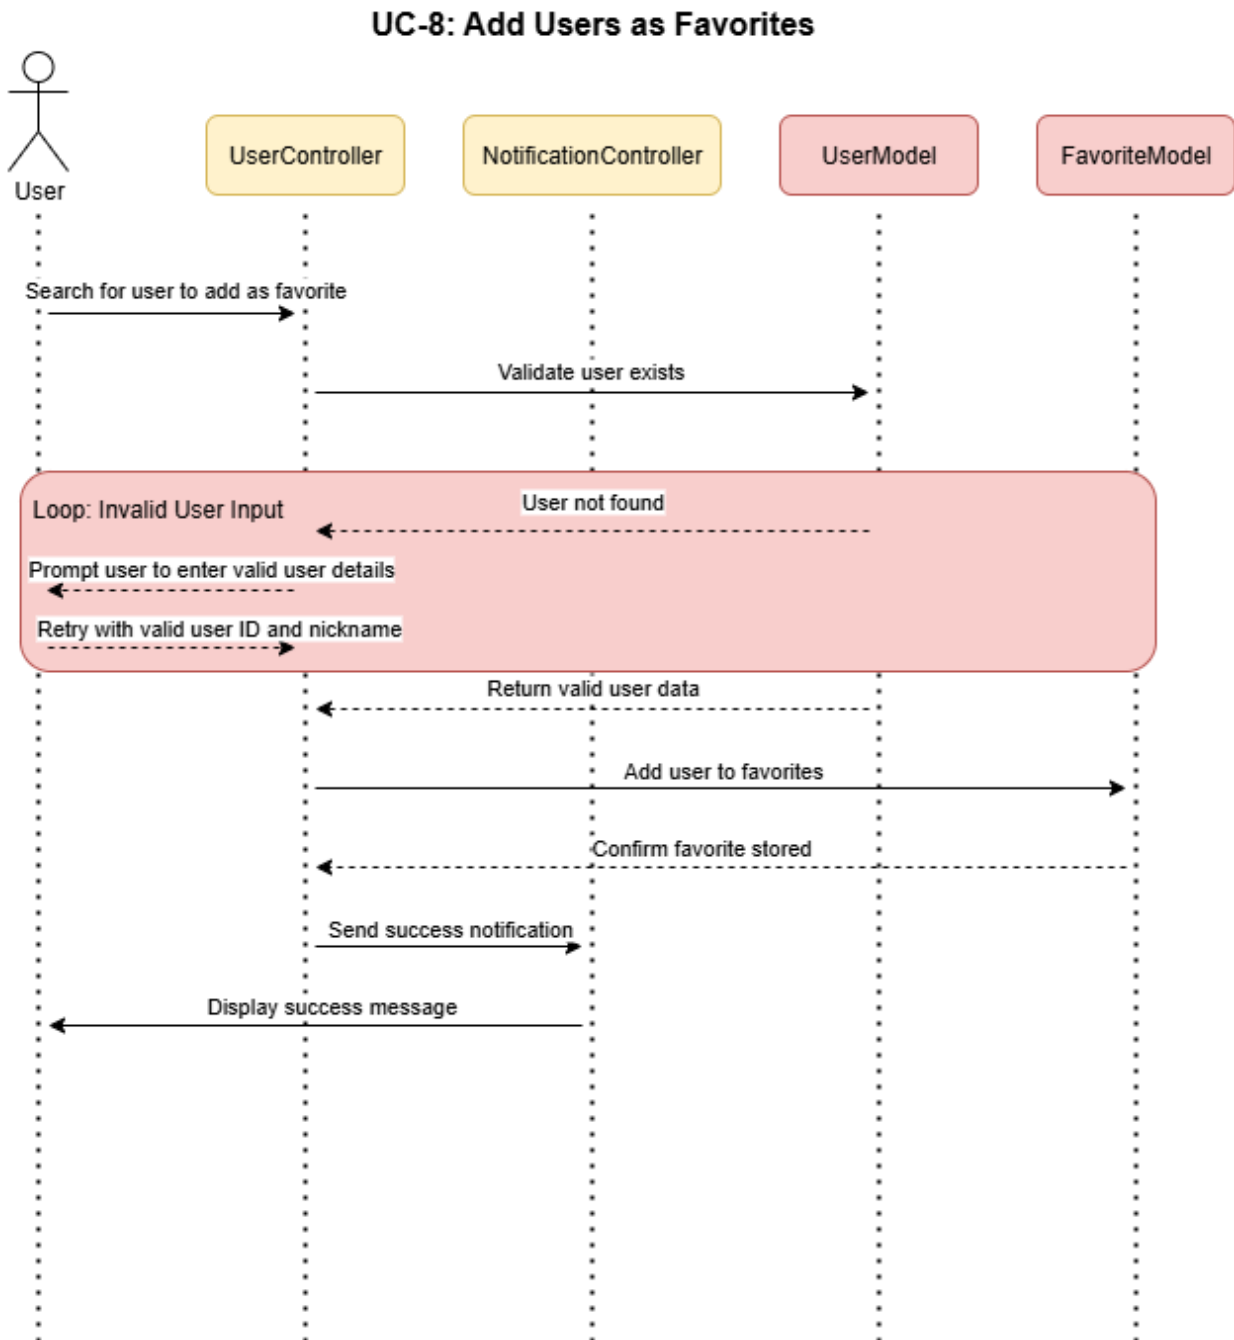 UC-8: Add Users as Favorites
User
UserController
NotificationController
UserModel
FavoriteModel
Search for user to add as favorite
Validate user exists
Loop: Invalid User Input
User not found
Prompt user to enter valid user details
Retry with valid user ID and nickname
Return valid user data
Add user to favorites
Confirm favorite stored
Send success notification
Display success message